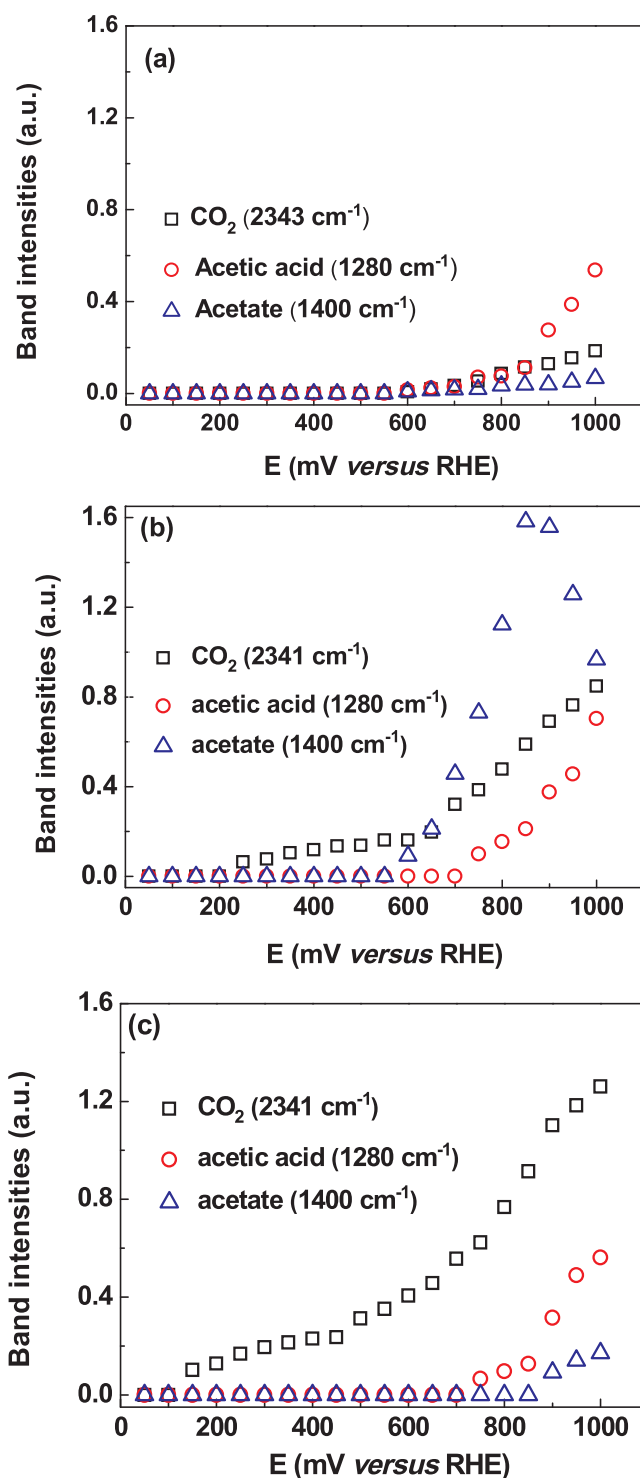 (a)
Band intensities (a.u.)
1.6
1.2
0.8
0.4
0.0
CO₂ (2343 cm⁻¹)
Acetic acid (1280 cm⁻¹)
Acetate (1400 cm⁻¹)
0 200 400 600 800 1000
E (mV versus RHE)
(b)
Band intensities (a.u.)
1.6
1.2
0.8
0.4
0.0
CO₂ (2341 cm⁻¹)
acetic acid (1280 cm⁻¹)
acetate (1400 cm⁻¹)
0 200 400 600 800 1000
E (mV versus RHE)
(c)
Band intensities (a.u.)
1.6
1.2
0.8
0.4
0.0
CO₂ (2341 cm⁻¹)
acetic acid (1280 cm⁻¹)
acetate (1400 cm⁻¹)
0 200 400 600 800 1000
E (mV versus RHE)